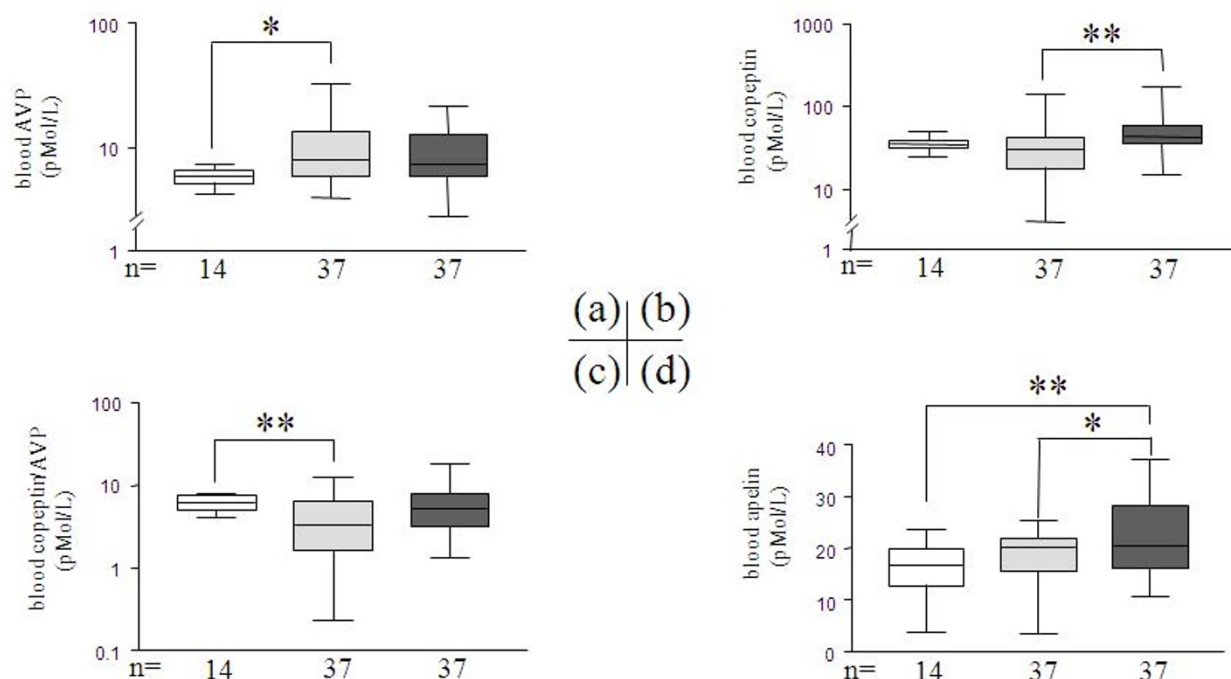 100
10
1
blood AVP
(pMol/L)
*
n= 14 37 37
1000
100
10
1
blood copeptin
(pMol/L)
**
n= 14 37 37
(a) (b)
(c) (d)
100
10
1
0.1
blood copeptin/AVP
(pMol/L)
**
n= 14 37 37
40
30
20
10
0
blood apelin
(pMol/L)
**
*
n= 14 37 37